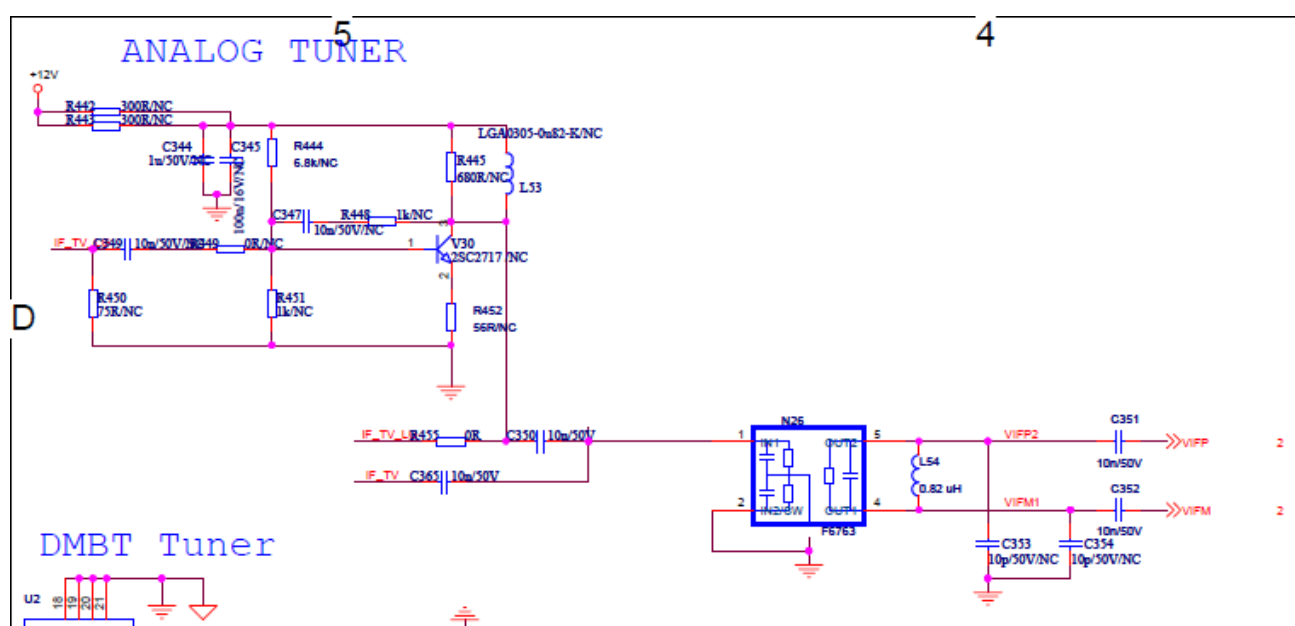 5
4
ANALOG TUNER
+12V
R442 300R/NC
R443 300R/NC
LGA0305-0u82-K/NC
C344
1u/50V/NC
C345
100n/16V/NC
R444
6.8k/NC
R445
680R/NC
L53
C347
10n/50V/NC
R448
1k/NC
3
IF_TV
C349
10n/50V/NC
R449
0R/NC
1
V30
2SC2717/NC
2
R450
75R/NC
R451
1k/NC
R452
56R/NC
D
IF_TV_L
R455
0R
C350
10n/50V
IF_TV
C365
10n/50V
N26
1
IN1
OUT2
5
2
IN2/SW
OUT1
4
F6763
L54
0.82 uH
VIFP2
C351
10n/50V
VIFP
2
VIFM1
C352
10n/50V
VIFM
2
C353
10p/50V/NC
C354
10p/50V/NC
DMBT Tuner
U2
18
19
20
21